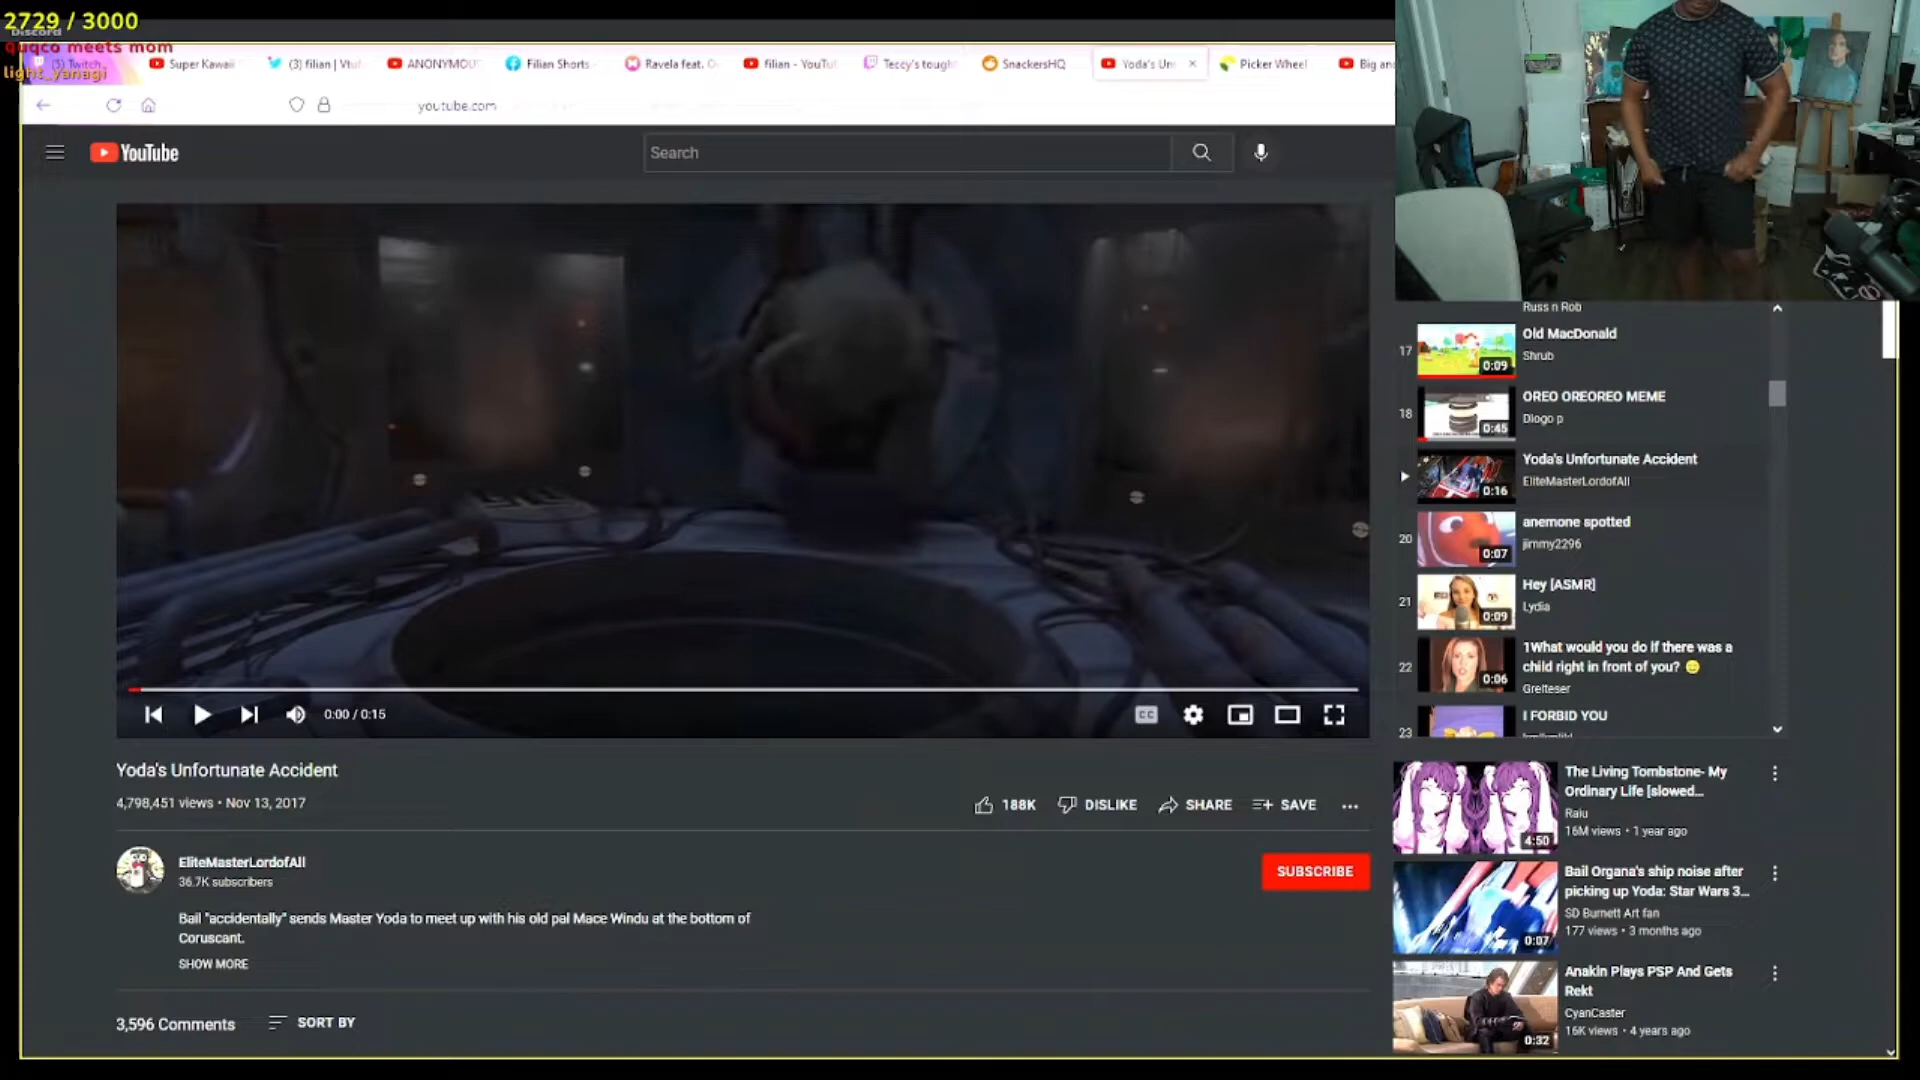 2729 / 3000
Discord
quqco meets mom
light_yanagi
(5) Twitch
Super Kawaii
(3) filian | Vtu
ANONYMOU
Filian Shorts
Ravela feat. O
filian - YouTu
Teccy's tough
SnackersHQ
Yoda's Un
Picker Wheel
Big an
youtube.com
YouTube
Search
0:00 / 0:15
CC
Yoda's Unfortunate Accident
4,798,451 views • Nov 13, 2017
188K
DISLIKE
SHARE
SAVE
EliteMasterLordofAll
36.7K subscribers
SUBSCRIBE
Bail "accidentally" sends Master Yoda to meet up with his old pal Mace Windu at the bottom of
Coruscant.
SHOW MORE
3,596 Comments
SORT BY
Russ n Rob
17
0:09
Old MacDonald
Shrub
18
0:45
OREO OREOREO MEME
Diogo p
0:16
Yoda's Unfortunate Accident
EliteMasterLordofAll
20
0:07
anemone spotted
jimmy2296
21
0:09
Hey [ASMR]
Lydia
22
0:06
1What would you do if there was a
child right in front of you? 😑
Grelteser
23
I FORBID YOU
4:50
The Living Tombstone- My
Ordinary Life [slowed...
Raiu
16M views • 1 year ago
0:07
Bail Organa's ship noise after
picking up Yoda: Star Wars 3...
SD Burnett Art fan
177 views • 3 months ago
0:32
Anakin Plays PSP And Gets
Rekt
CyanCaster
16K views • 4 years ago